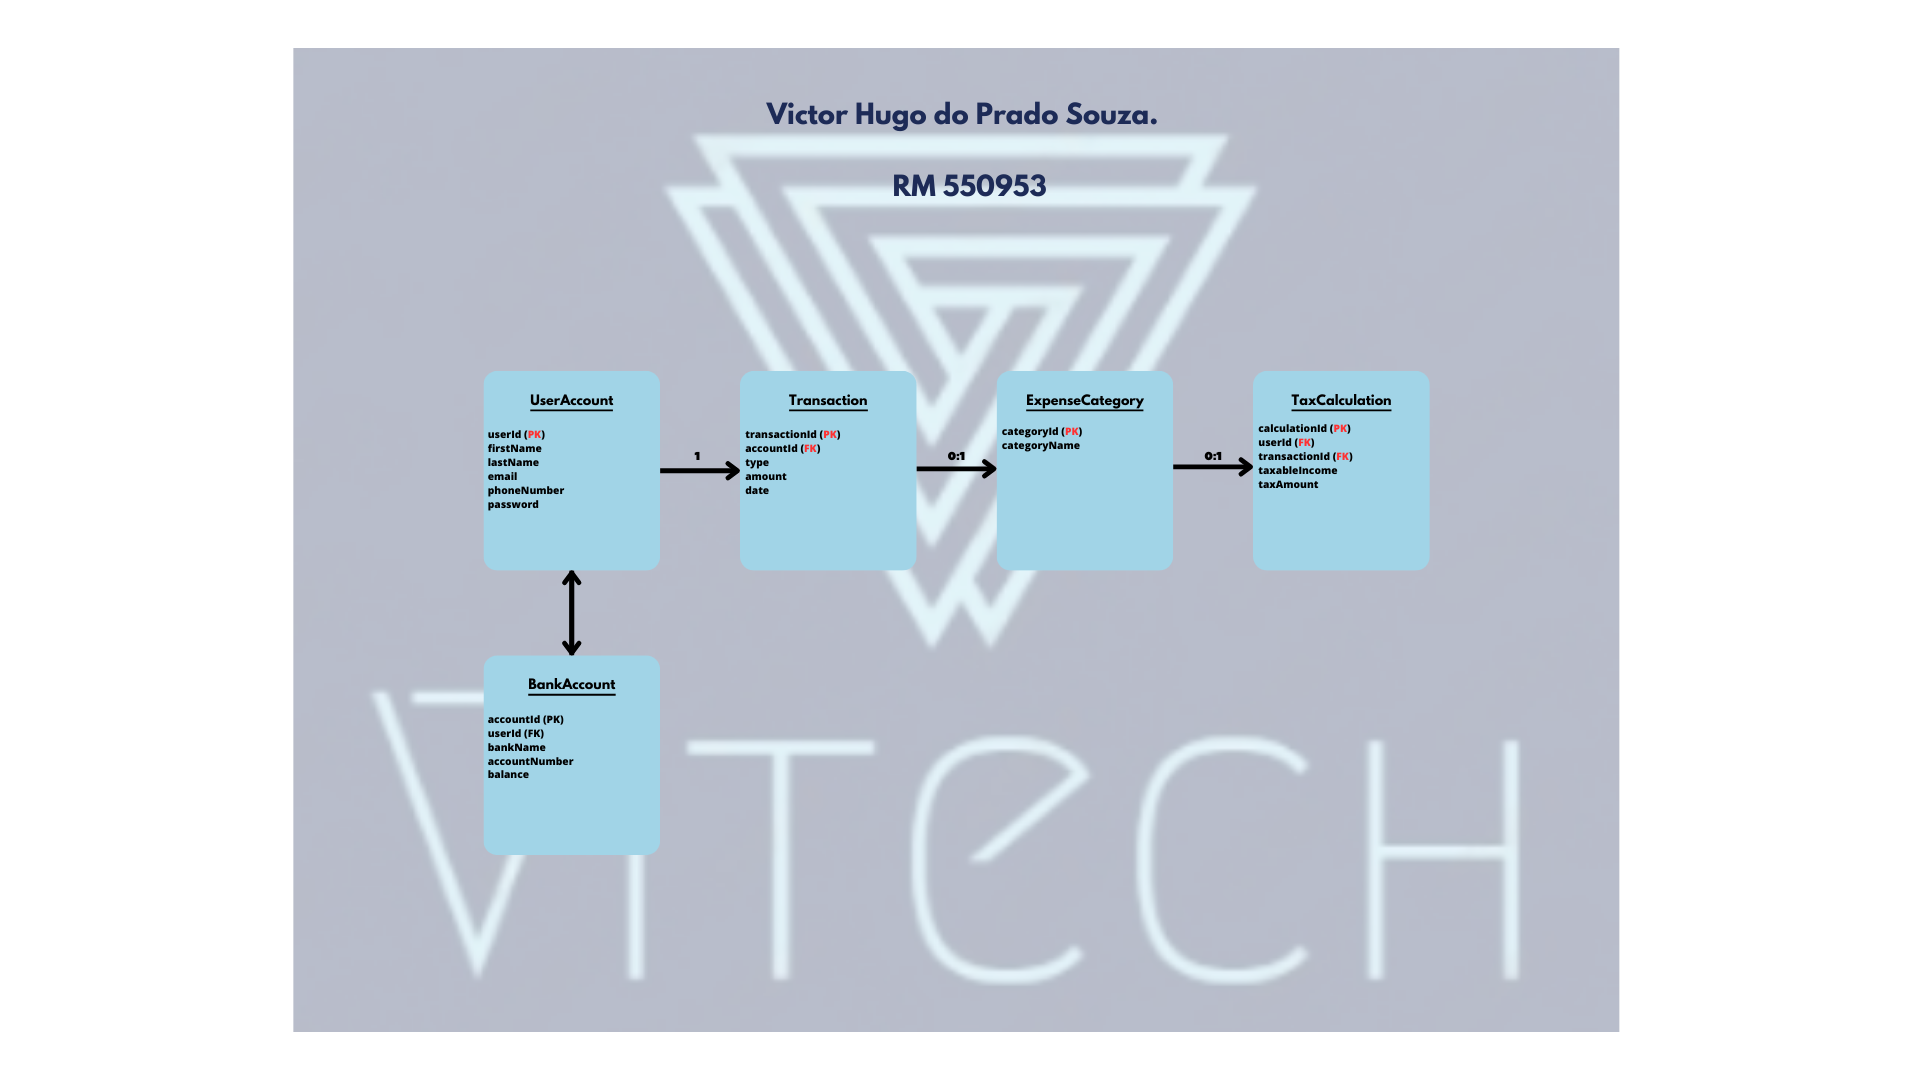 Victor Hugo do Prado Souza.
RM 550953
UserAccount
userId (PK)
firstName
lastName
email
phoneNumber
password
1
Transaction
transactionId (PK)
accountId (FK)
type
amount
date
0:1
ExpenseCategory
categoryId (PK)
categoryName
0:1
TaxCalculation
calculationId (PK)
userId (FK)
transactionId (FK)
taxableIncome
taxAmount
BankAccount
accountId (PK)
userId (FK)
bankName
accountNumber
balance
ViTeCH